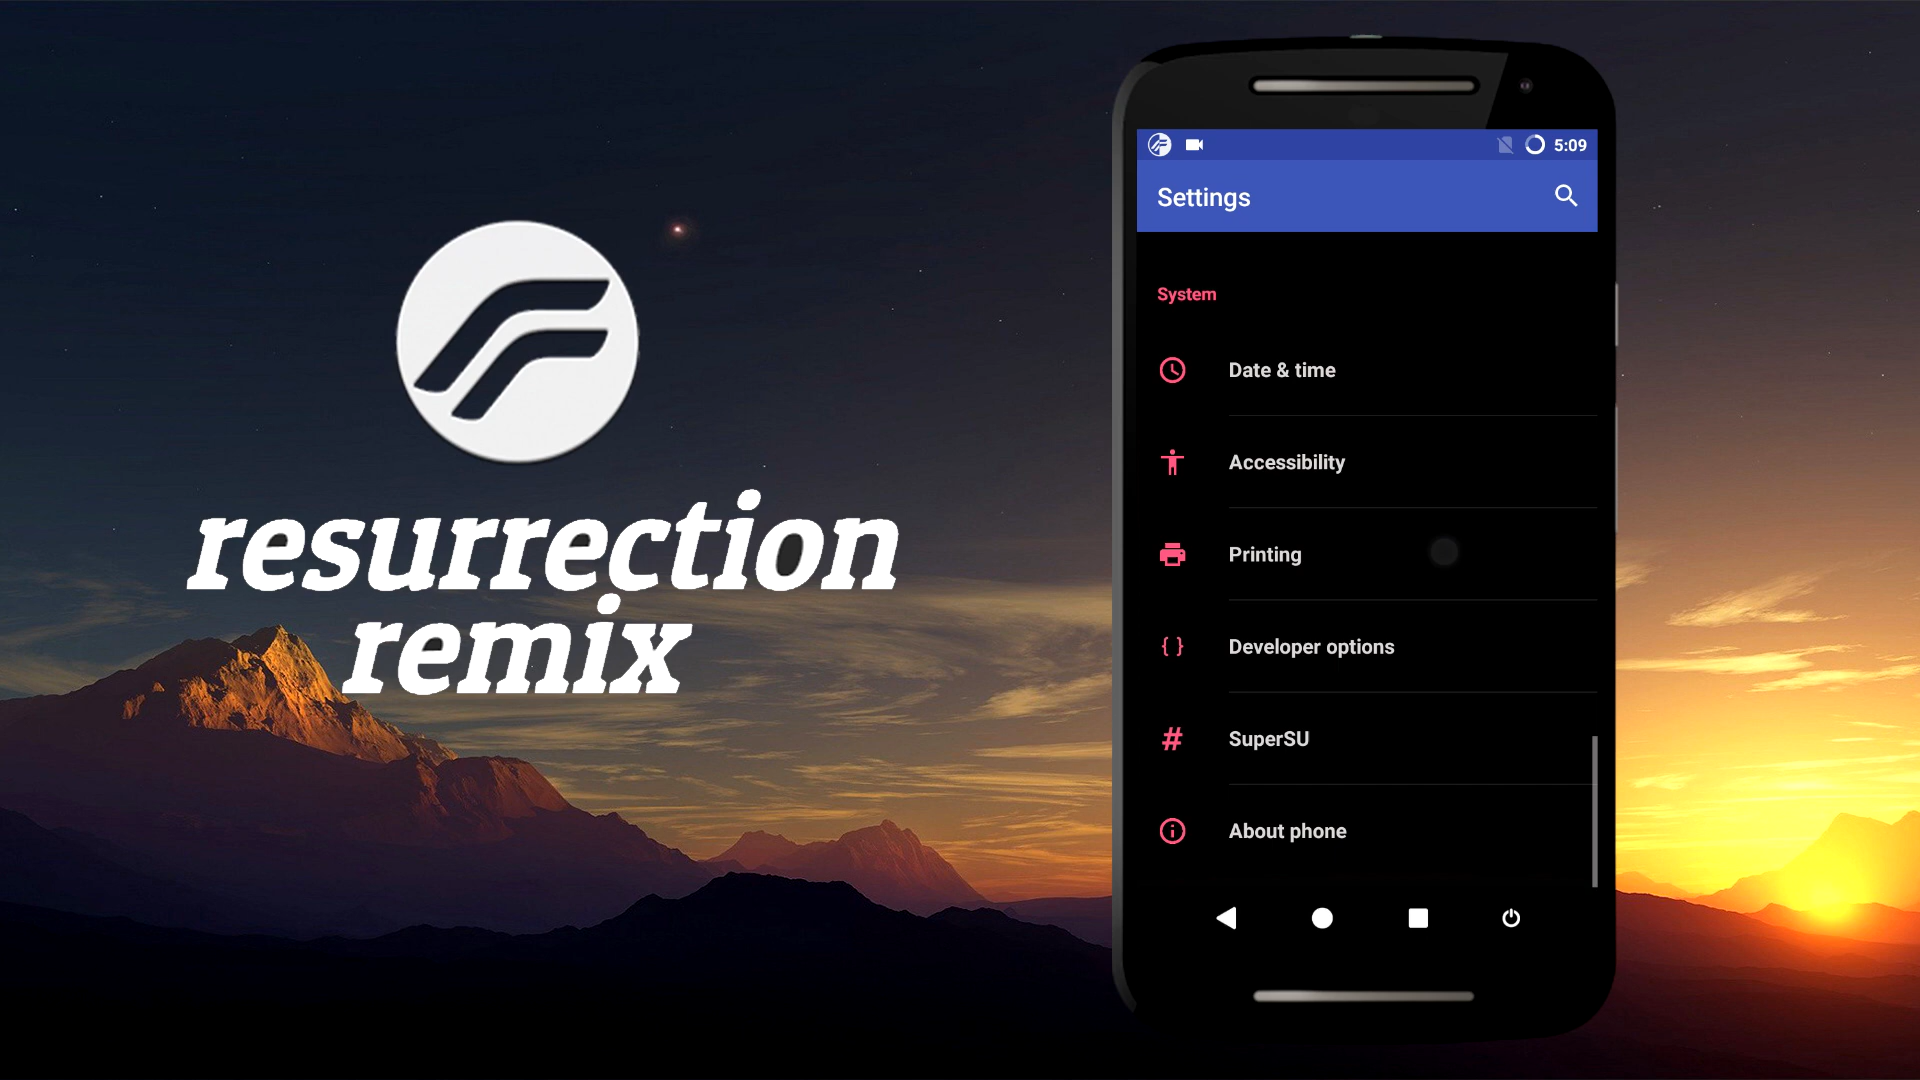 resurrection
remix
5:09
Settings
System
Date & time
Accessibility
Printing
{ } Developer options
# SuperSU
About phone